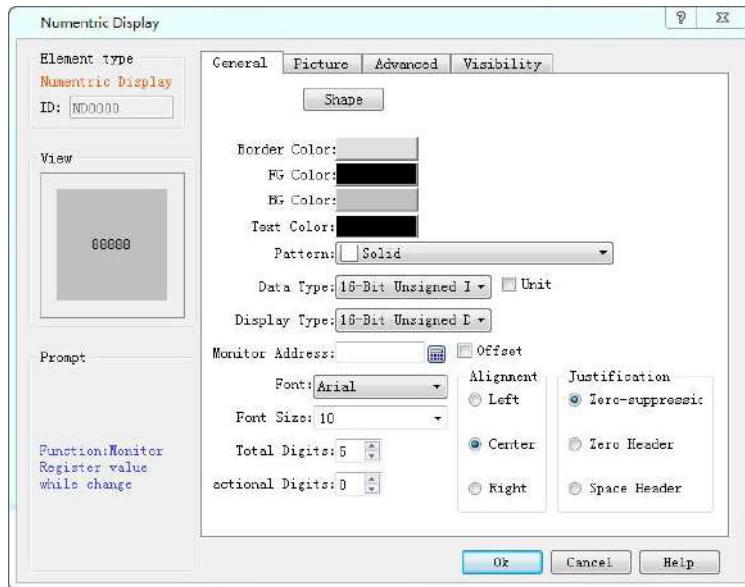 Numentric Display
Element type
Numentric Display
ID: ND0000
View
88888
Prompt
Function:Monitor
Register value
while change
General Picture Advanced Visibility
Shape
Border Color:
FG Color:
BG Color:
Text Color:
Pattern: Solid
Data Type: 16-Bit Unsigned I Unit
Display Type: 16-Bit Unsigned D
Monitor Address: Offset
Font: Arial
Font Size: 10
Total Digits: 5
actional Digits: 0
Alignment
Left
Center
Right
Justification
Zero-suppressic
Zero Header
Space Header
Ok Cancel Help